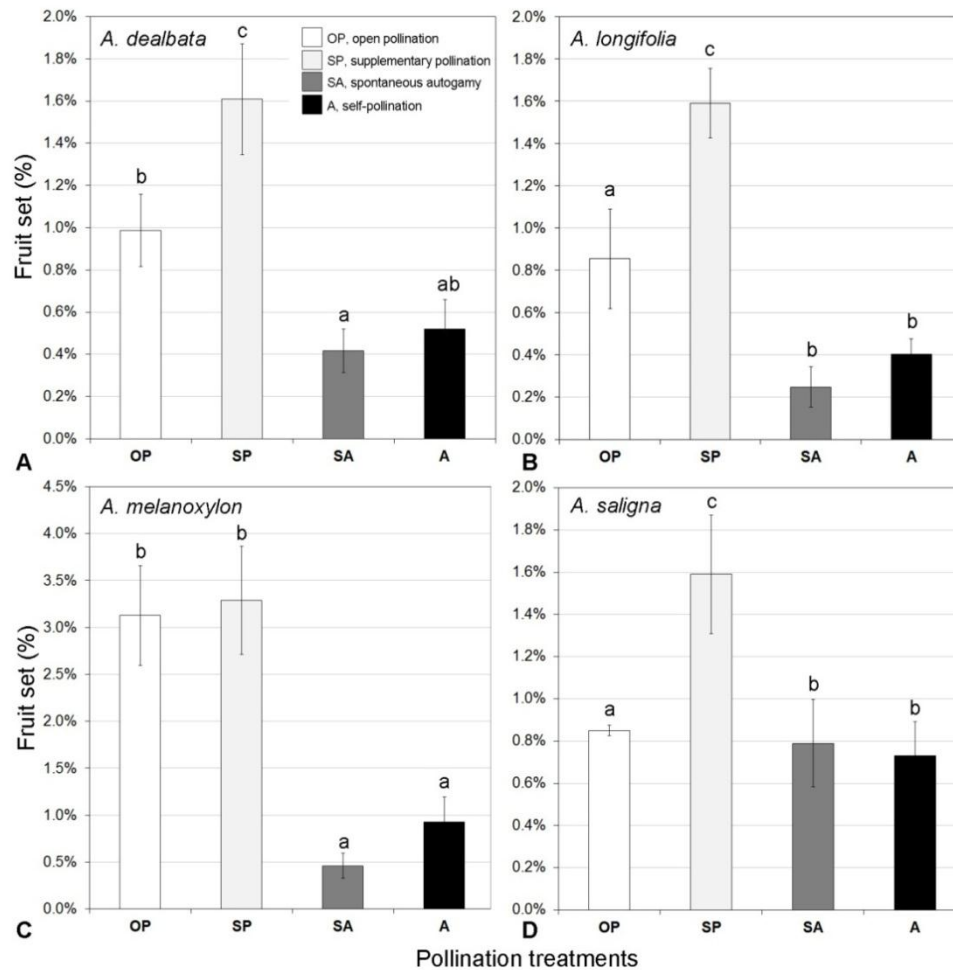 A. dealbata
OP, open pollination
SP, supplementary pollination
SA, spontaneous autogamy
A, self-pollination
Fruit set (%)
2.0%
1.8%
1.6%
1.4%
1.2%
1.0%
0.8%
0.6%
0.4%
0.2%
0.0%
b
c
a
ab
A
OP
SP
SA
A
A. longifolia
2.0%
1.8%
1.6%
1.4%
1.2%
1.0%
0.8%
0.6%
0.4%
0.2%
0.0%
a
c
b
b
B
OP
SP
SA
A
A. melanoxylon
Fruit set (%)
4.5%
4.0%
3.5%
3.0%
2.5%
2.0%
1.5%
1.0%
0.5%
0.0%
b
b
a
a
C
OP
SP
SA
A
A. saligna
2.0%
1.8%
1.6%
1.4%
1.2%
1.0%
0.8%
0.6%
0.4%
0.2%
0.0%
a
c
b
b
D
OP
SP
SA
A
Pollination treatments